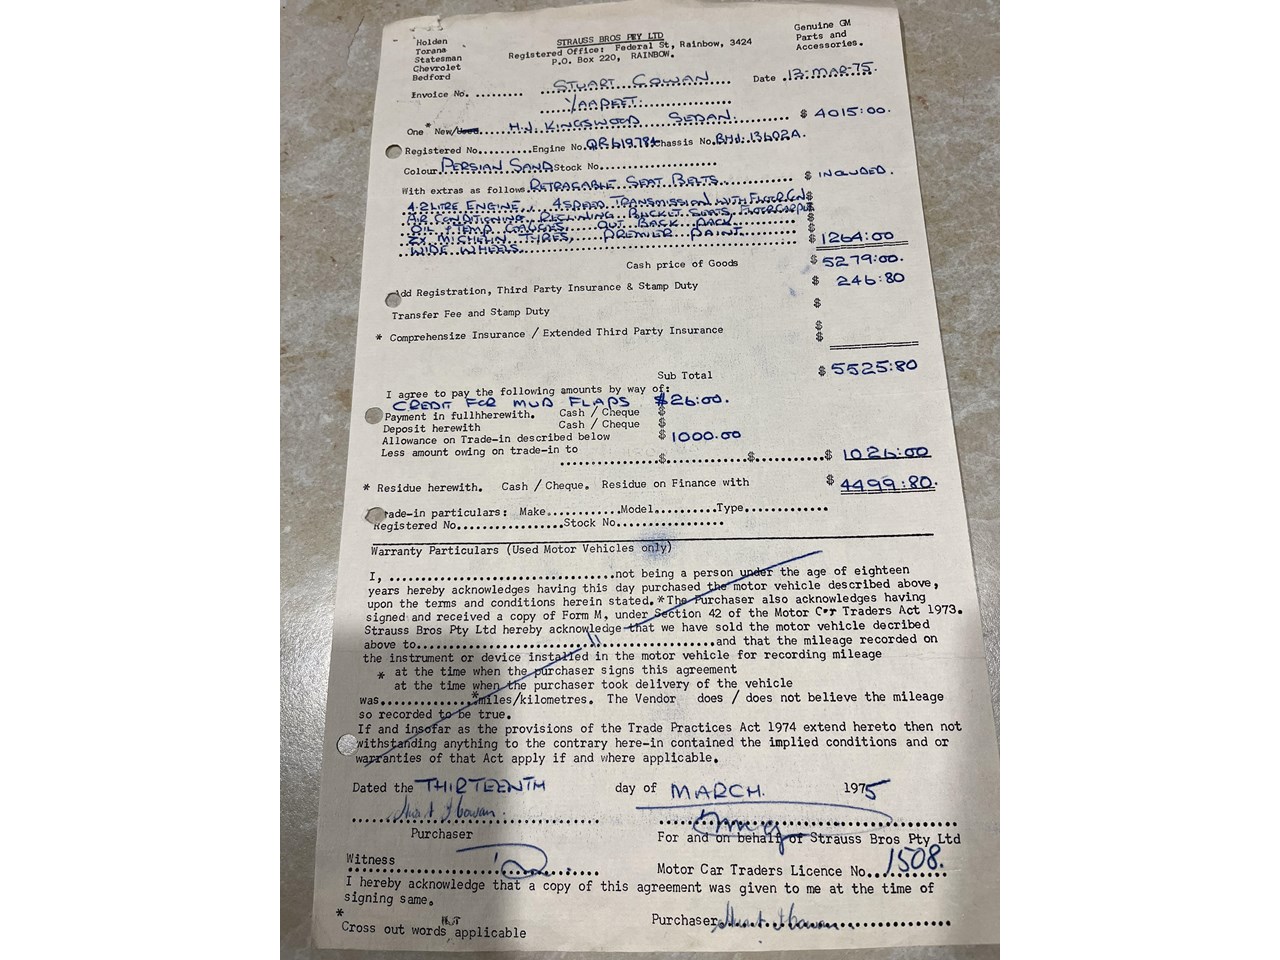 Holden
Torana
Statesman
Chevrolet
Bedford
STRAUSS BROS PTY LTD
Registered Office: Federal St, Rainbow, 3424
P.O. Box 220, RAINBOW.
Genuine GM
Parts and
Accessories.
Invoice No. .......... STUART COWAN Date 13-MAR-75.
YAAPEET.
One * New/Used H.J. KINGSWOOD SEDAN. $ 4015:00.
Registered No.......... Engine No. Chassis No.
Colour PERSIAN SAND Stock No.................
With extras as follows RETRACABLE SEAT BELTS $ INCLUDED.
4.2 LITRE ENGINE, 4 SPEED TRANSMISSION WITH FLOOR $
AIR CONDITIONING, RECLINING BUCKET SEATS, FLOOR CARPET $
OIL & TEMP GAUGES. OUT BACK PACK $
2X MICHELIN TYRES, PREMIER PAINT $
WIDE WHEELS. $ 1264:00
Cash price of Goods $ 5279:00.
Add Registration, Third Party Insurance & Stamp Duty $ 246:80
Transfer Fee and Stamp Duty $
* Comprehensize Insurance / Extended Third Party Insurance $
$
Sub Total $ 5525:80
I agree to pay the following amounts by way of:
CREDIT FOR MUD FLAPS $26:00.
Payment in fullhherewith. Cash / Cheque $
Deposit herewith Cash / Cheque $
Allowance on Trade-in described below $ 1000.00
Less amount owing on trade-in to
....................$....................$....................$ 1026:00
* Residue herewith. Cash / Cheque. Residue on Finance with $ 4499:80.
Trade-in particulars: Make...........Model..........Type.............
Registered No................Stock No.................
Warranty Particulars (Used Motor Vehicles only)
I, ..................................not being a person under the age of eighteen
years hereby acknowledges having this day purchased the motor vehicle described above,
upon the terms and conditions herein stated. *The Purchaser also acknowledges having
signed and received a copy of Form M, under Section 42 of the Motor Car Traders Act 1973.
Strauss Bros Pty Ltd hereby acknowledge that we have sold the motor vehicle decribed
above to.............................................and that the mileage recorded on
the instrument or device installed in the motor vehicle for recording mileage
* at the time when the purchaser signs this agreement
at the time when the purchaser took delivery of the vehicle
was..............*miles/kilometres. The Vendor does / does not believe the mileage
so recorded to be true.
If and insofar as the provisions of the Trade Practices Act 1974 extend hereto then not
withstanding anything to the contrary here-in contained the implied conditions and or
warranties of that Act apply if and where applicable.
Dated the THIRTEENTH day of MARCH. 1975
Purchaser
For and on behalf of Strauss Bros Pty Ltd
Witness
Motor Car Traders Licence No. 1508.
I hereby acknowledge that a copy of this agreement was given to me at the time of
signing same.
Purchaser
*
Cross out words NOT applicable